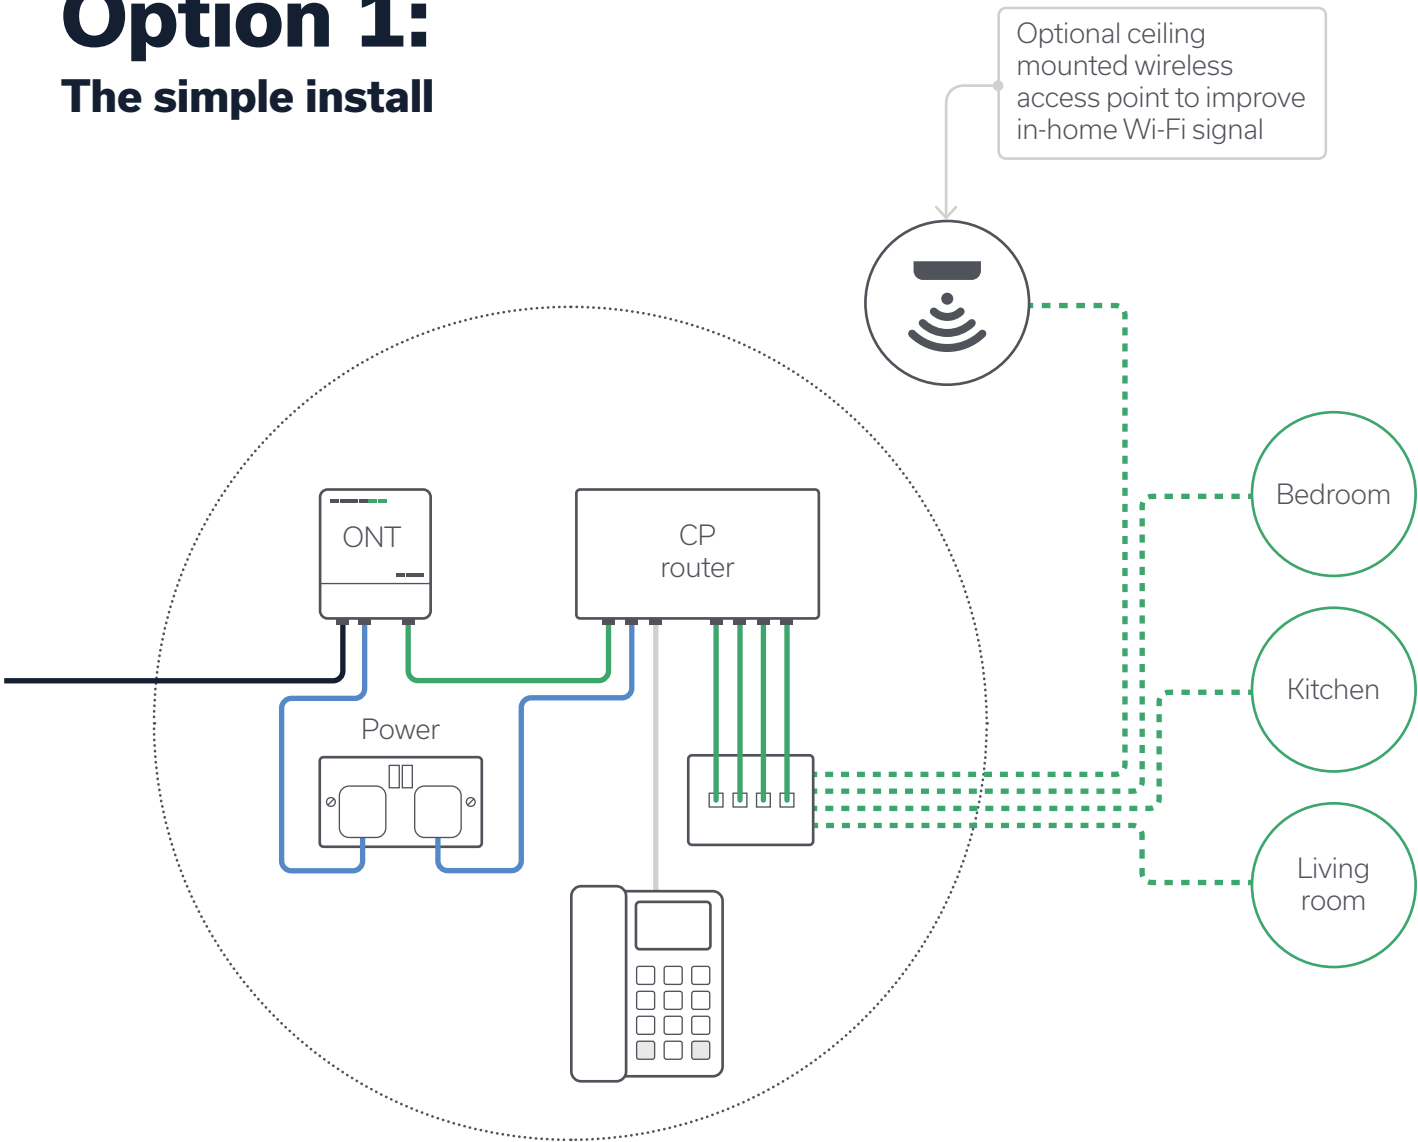 Option 1:
The simple install
Optional ceiling
mounted wireless
access point to improve
in-home Wi-Fi signal
ONT
CP
router
Power
Bedroom
Kitchen
Living
room